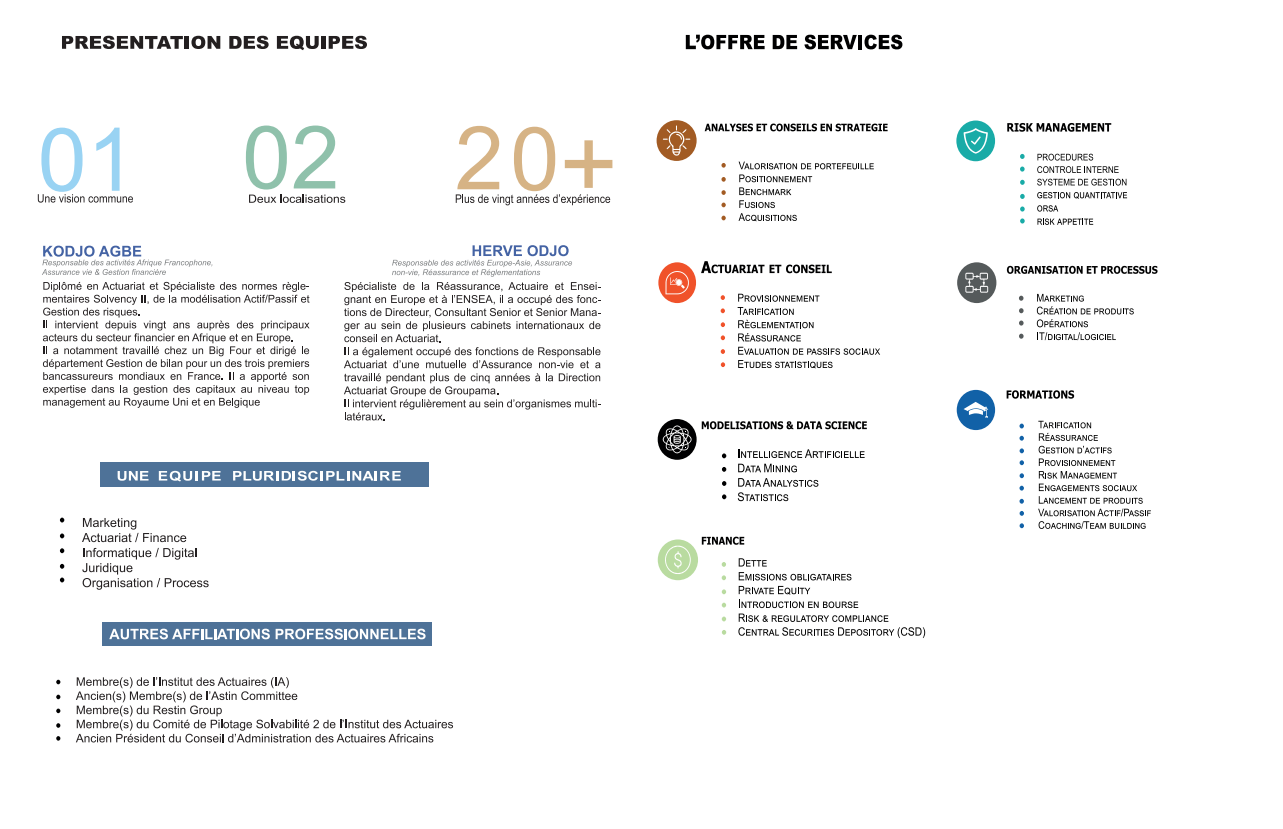 PRESENTATION DES EQUIPES
01
Une vision commune
02
Deux localisations
20+
Plus de vingt années d'expérience
KODJO AGBE
Responsable des activités Afrique Francophone,
Assurance vie & Gestion financière
Diplômé en Actuariat et Spécialiste des normes règle-
mentaires Solvency II, de la modélisation Actif/Passif et
Gestion des risques.
Il intervient depuis vingt ans auprès des principaux
acteurs du secteur financier en Afrique et en Europe.
Il a notamment travaillé chez un Big Four et dirigé le
département Gestion de bilan pour un des trois premiers
bancassureurs mondiaux en France. Il a apporté son
expertise dans la gestion des capitaux au niveau top
management au Royaume Uni et en Belgique
HERVE ODJO
Responsable des activités Europe-Asie, Assurance
non-vie, Réassurance et Réglementations
Spécialiste de la Réassurance, Actuaire et Ensei-
gnant en Europe et à l'ENSEA, il a occupé des fonc-
tions de Directeur, Consultant Senior et Senior Mana-
ger au sein de plusieurs cabinets internationaux de
conseil en Actuariat.
Il a également occupé des fonctions de Responsable
Actuariat d'une mutuelle d'Assurance non-vie et a
travaillé pendant plus de cinq années à la Direction
Actuariat Groupe de Groupama.
Il intervient régulièrement au sein d'organismes multi-
latéraux.
UNE EQUIPE PLURIDISCIPLINAIRE
• Marketing
• Actuariat / Finance
• Informatique / Digital
• Juridique
• Organisation / Process
AUTRES AFFILIATIONS PROFESSIONNELLES
• Membre(s) de l'Institut des Actuaires (IA)
• Ancien(s) Membre(s) de l'Astin Committee
• Membre(s) du Restin Group
• Membre(s) du Comité de Pilotage Solvabilité 2 de l'Institut des Actuaires
• Ancien Président du Conseil d'Administration des Actuaires Africains
L'OFFRE DE SERVICES
ANALYSES ET CONSEILS EN STRATEGIE
• VALORISATION DE PORTEFEUILLE
• POSITIONNEMENT
• BENCHMARK
• FUSIONS
• ACQUISITIONS
ACTUARIAT ET CONSEIL
• PROVISIONNEMENT
• TARIFICATION
• RÈGLEMENTATION
• RÉASSURANCE
• EVALUATION DE PASSIFS SOCIAUX
• ETUDES STATISTIQUES
MODELISATIONS & DATA SCIENCE
• INTELLIGENCE ARTIFICIELLE
• DATA MINING
• DATA ANALYSTICS
• STATISTICS
FINANCE
$
• DETTE
• EMISSIONS OBLIGATAIRES
• PRIVATE EQUITY
• INTRODUCTION EN BOURSE
• RISK & REGULATORY COMPLIANCE
• CENTRAL SECURITIES DEPOSITORY (CSD)
RISK MANAGEMENT
• PROCEDURES
• CONTROLE INTERNE
• SYSTEME DE GESTION
• GESTION QUANTITATIVE
• ORSA
• RISK APPETITE
ORGANISATION ET PROCESSUS
• MARKETING
• CRÉATION DE PRODUITS
• OPÉRATIONS
• IT/DIGITAL/LOGICIEL
FORMATIONS
• TARIFICATION
• RÉASSURANCE
• GESTION D'ACTIFS
• PROVISIONNEMENT
• RISK MANAGEMENT
• ENGAGEMENTS SOCIAUX
• LANCEMENT DE PRODUITS
• VALORISATION ACTIF/PASSIF
• COACHING/TEAM BUILDING